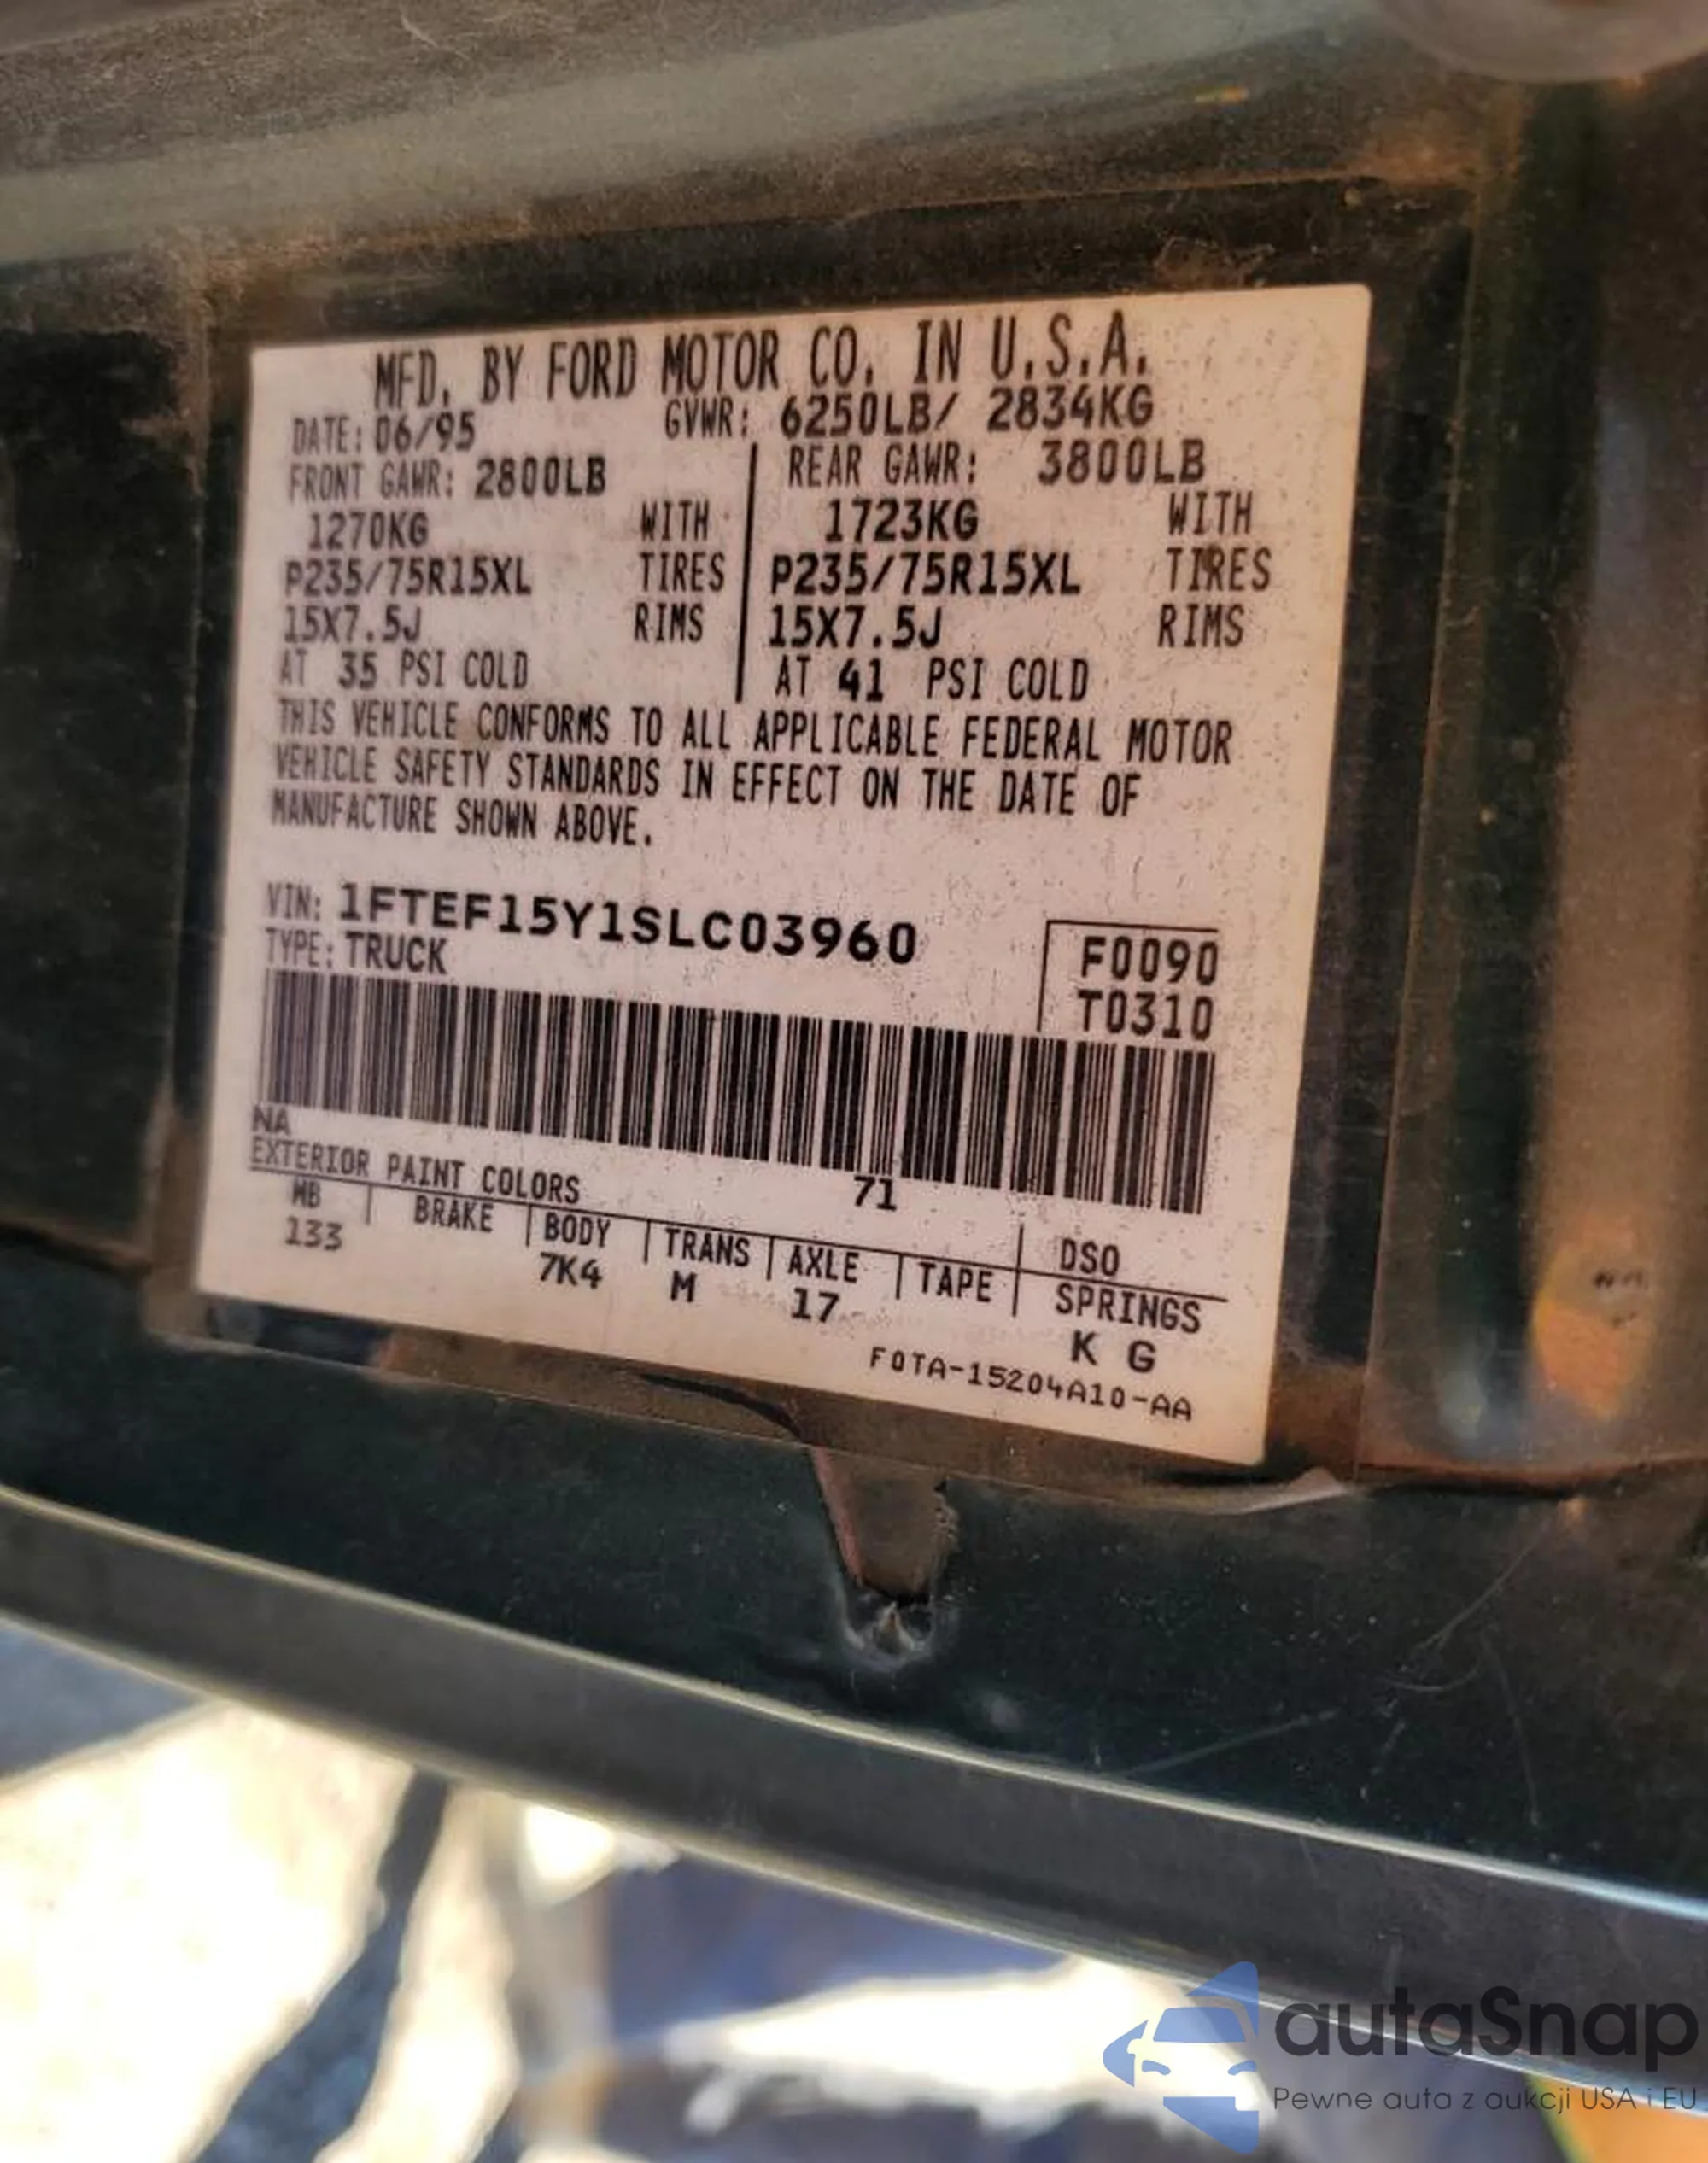 MFD. BY FORD MOTOR CO. IN U.S.A.
DATE: 06/95 GVWR: 6250LB/ 2834KG
FRONT GAWR: 2800LB REAR GAWR: 3800LB
1270KG WITH 1723KG WITH
P235/75R15XL TIRES P235/75R15XL TIRES
15X7.5J RIMS 15X7.5J RIMS
AT 35 PSI COLD AT 41 PSI COLD
THIS VEHICLE CONFORMS TO ALL APPLICABLE FEDERAL MOTOR
VEHICLE SAFETY STANDARDS IN EFFECT ON THE DATE OF
MANUFACTURE SHOWN ABOVE.
VIN: 1FTEF15Y1SLC03960
TYPE: TRUCK
F0090
T0310
NA
EXTERIOR PAINT COLORS 71 DSO
WB BRAKE BODY TRANS AXLE TAPE SPRINGS
133 7K4 M 17 K G
F0TA-15204A10-AA
autaSnap
Pewne auta z aukcji USA i EU